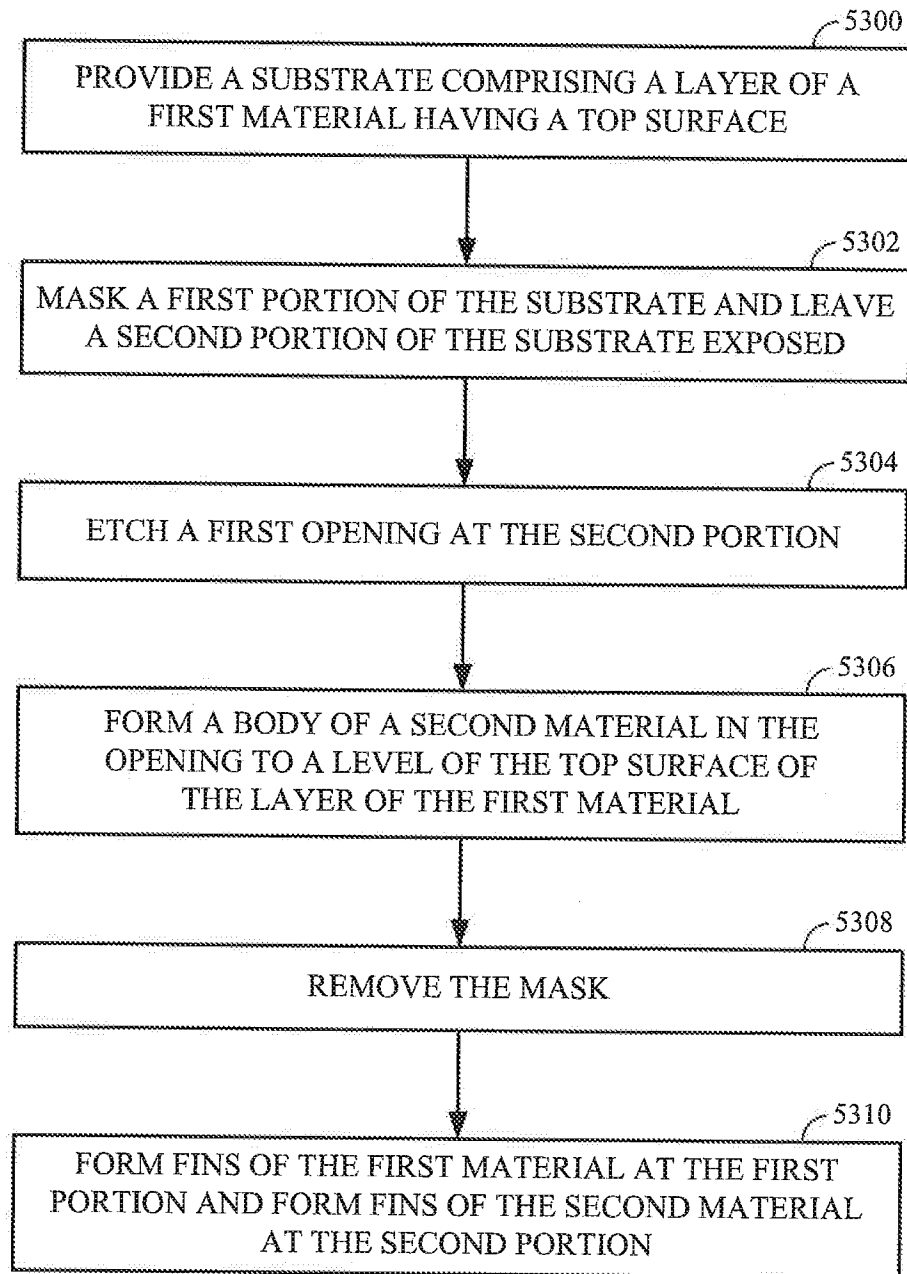 5300
PROVIDE A SUBSTRATE COMPRISING A LAYER OF A
FIRST MATERIAL HAVING A TOP SURFACE
5302
MASK A FIRST PORTION OF THE SUBSTRATE AND LEAVE
A SECOND PORTION OF THE SUBSTRATE EXPOSED
5304
ETCH A FIRST OPENING AT THE SECOND PORTION
5306
FORM A BODY OF A SECOND MATERIAL IN THE
OPENING TO A LEVEL OF THE TOP SURFACE OF
THE LAYER OF THE FIRST MATERIAL
5308
REMOVE THE MASK
5310
FORM FINS OF THE FIRST MATERIAL AT THE FIRST
PORTION AND FORM FINS OF THE SECOND MATERIAL
AT THE SECOND PORTION